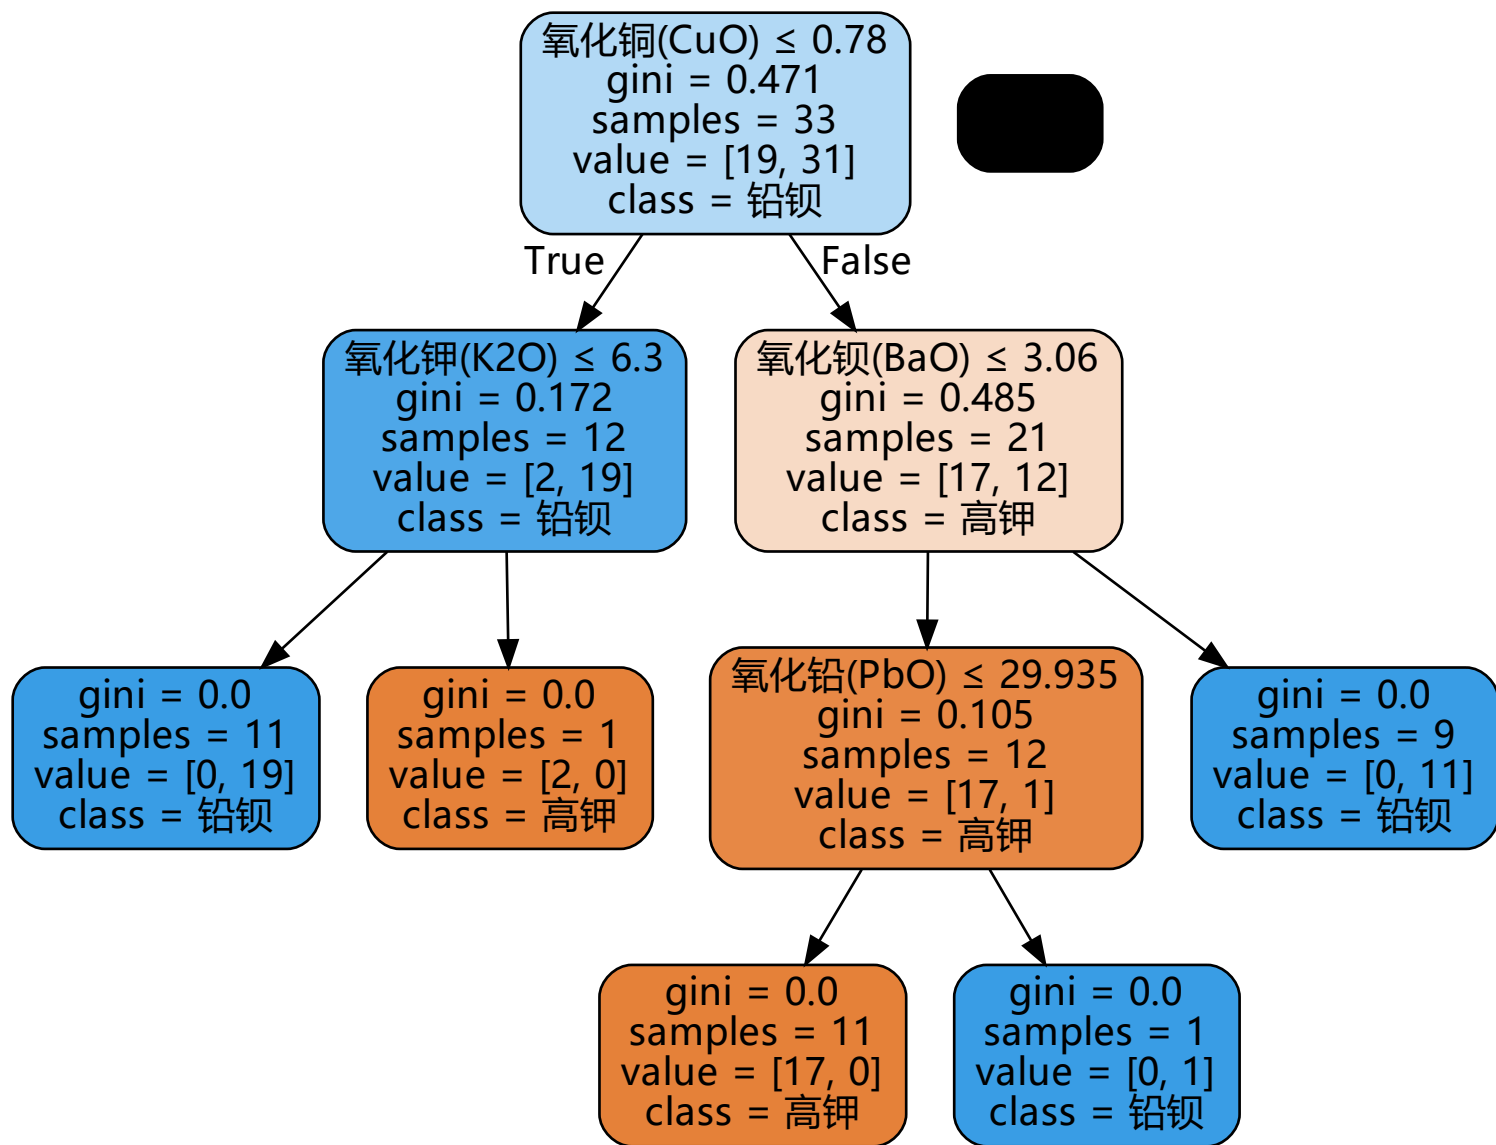 氧化铜(CuO) ≤ 0.78
gini = 0.471
samples = 33
value = [19, 31]
class = 铅钡
True
False
氧化钾(K2O) ≤ 6.3
gini = 0.172
samples = 12
value = [2, 19]
class = 铅钡
氧化钡(BaO) ≤ 3.06
gini = 0.485
samples = 21
value = [17, 12]
class = 高钾
gini = 0.0
samples = 11
value = [0, 19]
class = 铅钡
gini = 0.0
samples = 1
value = [2, 0]
class = 高钾
氧化铅(PbO) ≤ 29.935
gini = 0.105
samples = 12
value = [17, 1]
class = 高钾
gini = 0.0
samples = 9
value = [0, 11]
class = 铅钡
gini = 0.0
samples = 11
value = [17, 0]
class = 高钾
gini = 0.0
samples = 1
value = [0, 1]
class = 铅钡